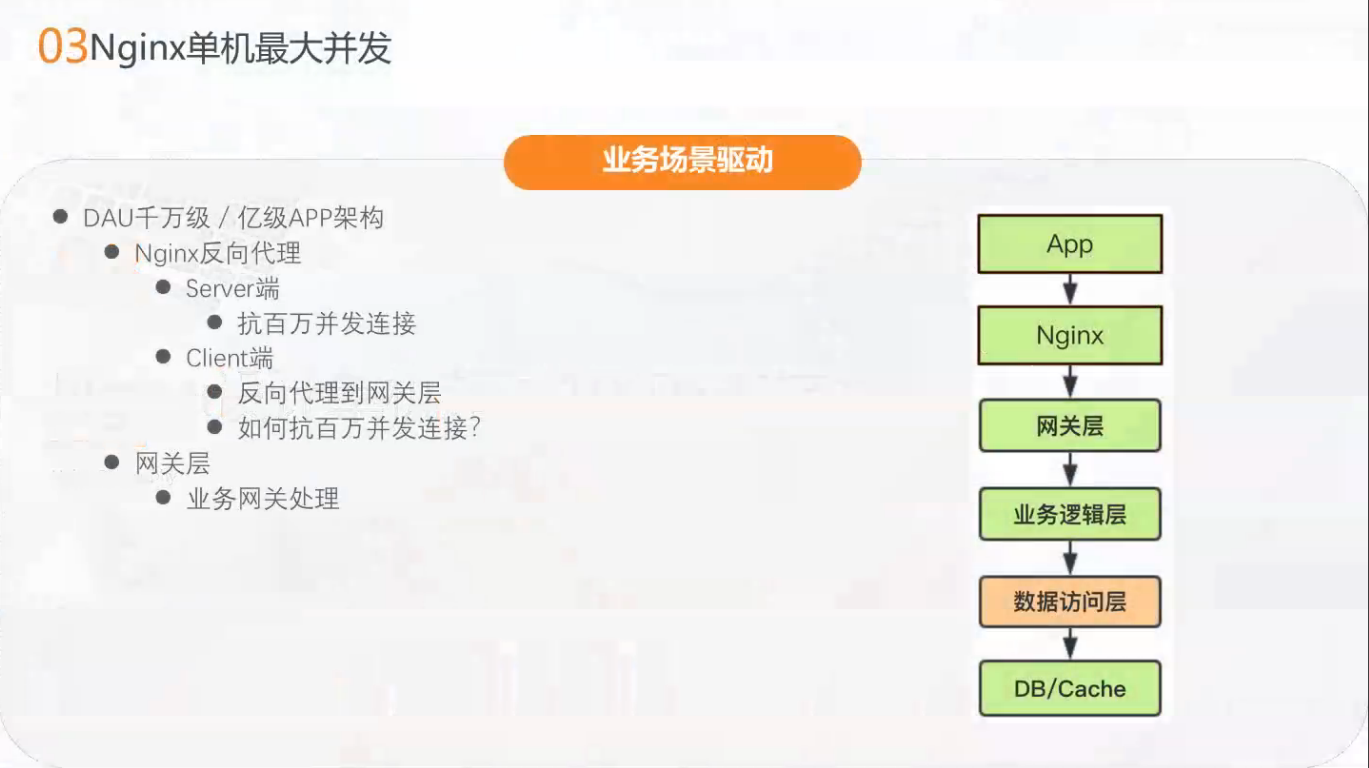 03Nginx单机最大并发
业务场景驱动
DAU千万级 / 亿级APP架构
Nginx反向代理
Server端
抗百万并发连接
Client端
反向代理到网关层
如何抗百万并发连接?
网关层
业务网关处理
App
Nginx
网关层
业务逻辑层
数据访问层
DB/Cache